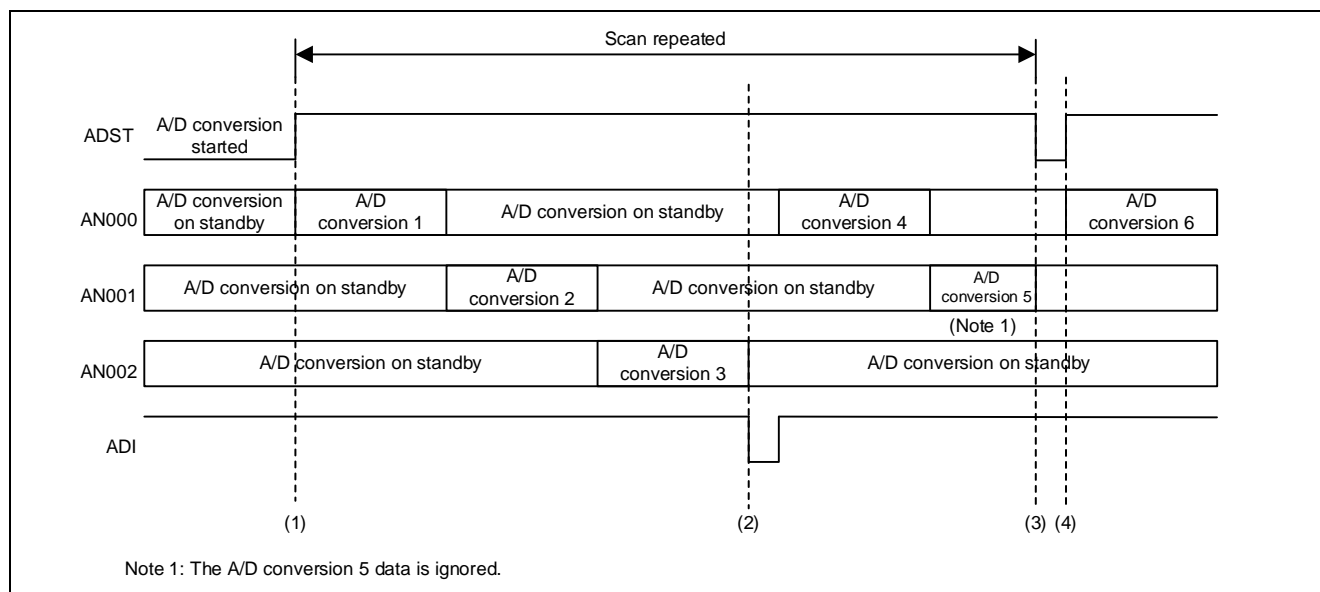 Scan repeated
ADST
A/D conversion
started
AN000
A/D conversion
on standby
A/D
conversion 1
A/D conversion on standby
A/D
conversion 4
A/D
conversion 6
AN001
A/D conversion on standby
A/D
conversion 2
A/D conversion on standby
A/D
conversion 5
(Note 1)
AN002
A/D conversion on standby
A/D
conversion 3
A/D conversion on standby
ADI
(1)
(2)
(3)
(4)
Note 1: The A/D conversion 5 data is ignored.